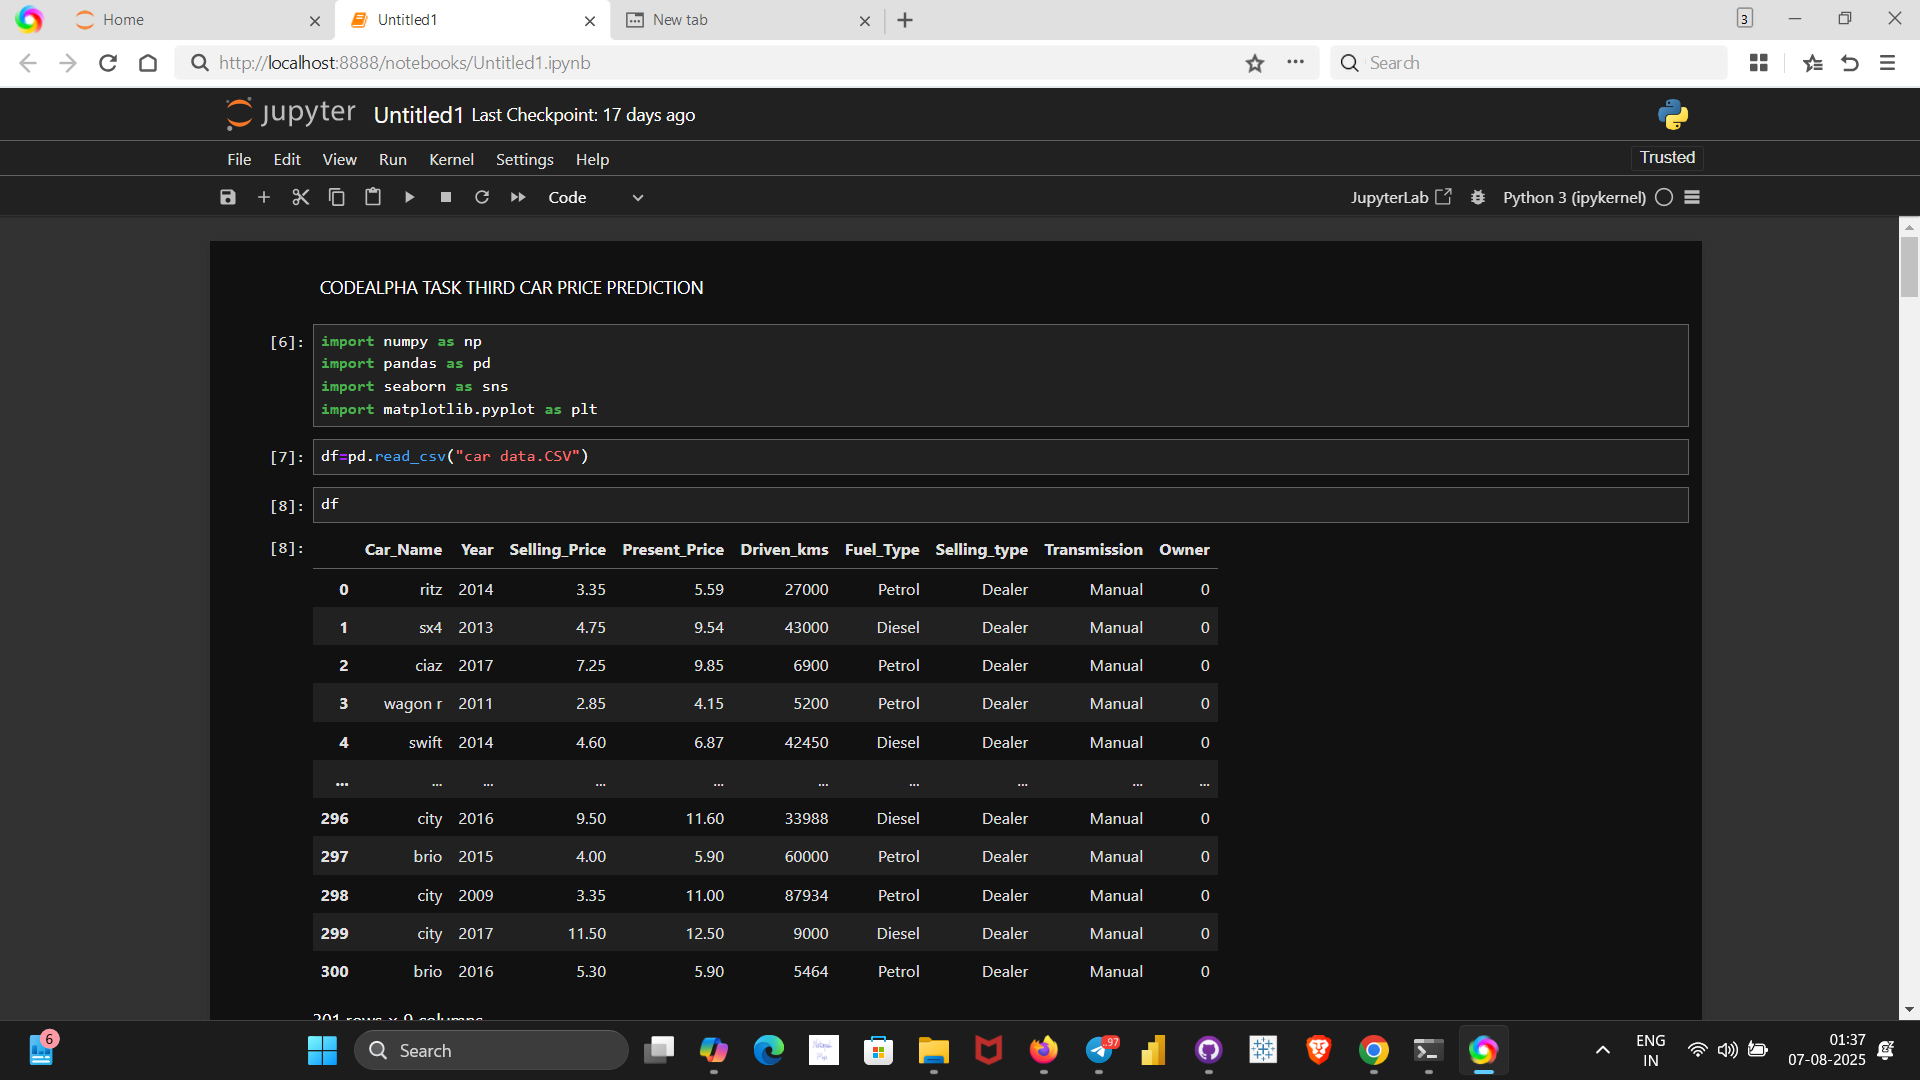 Home
Untitled1
New tab
3
http://localhost:8888/notebooks/Untitled1.ipynb
Search
jupyter Untitled1 Last Checkpoint: 17 days ago
File Edit View Run Kernel Settings Help
Trusted
Code
JupyterLab
Python 3 (ipykernel)
CODEALPHA TASK THIRD CAR PRICE PREDICTION
[6]:
import numpy as np
import pandas as pd
import seaborn as sns
import matplotlib.pyplot as plt
[7]:
df=pd.read_csv("car data.CSV")
[8]:
df
[8]:
Car_Name Year Selling_Price Present_Price Driven_kms Fuel_Type Selling_type Transmission Owner
0 ritz 2014 3.35 5.59 27000 Petrol Dealer Manual 0
1 sx4 2013 4.75 9.54 43000 Diesel Dealer Manual 0
2 ciaz 2017 7.25 9.85 6900 Petrol Dealer Manual 0
3 wagon r 2011 2.85 4.15 5200 Petrol Dealer Manual 0
4 swift 2014 4.60 6.87 42450 Diesel Dealer Manual 0
... ... ... ... ... ... ... ... ... ...
296 city 2016 9.50 11.60 33988 Diesel Dealer Manual 0
297 brio 2015 4.00 5.90 60000 Petrol Dealer Manual 0
298 city 2009 3.35 11.00 87934 Petrol Dealer Manual 0
299 city 2017 11.50 12.50 9000 Diesel Dealer Manual 0
300 brio 2016 5.30 5.90 5464 Petrol Dealer Manual 0
301 rows × 9 columns
6
Search
97
ENG
IN
01:37
07-08-2025